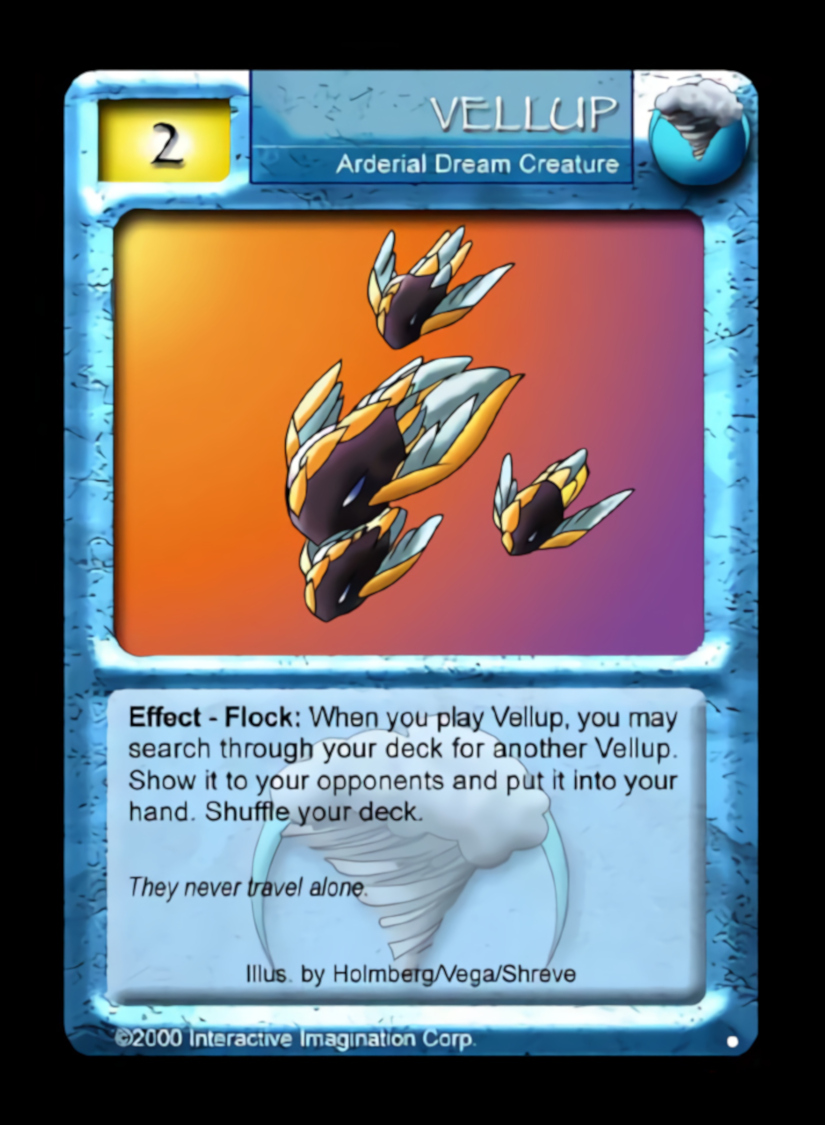 2
VELLUP
Arderial Dream Creature
Effect - Flock: When you play Vellup, you may
search through your deck for another Vellup.
Show it to your opponents and put it into your
hand. Shuffle your deck.
They never travel alone.
Illus. by Holmberg/Vega/Shreve
©2000 Interactive Imagination Corp.